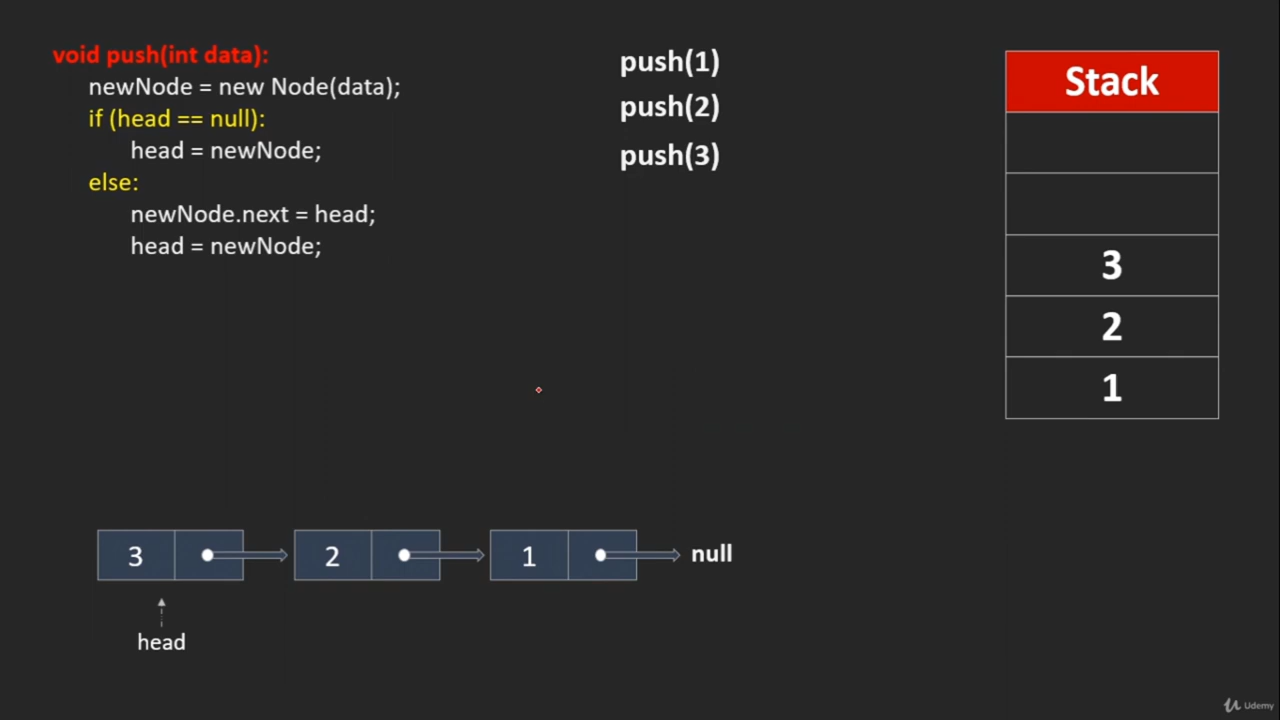 void push(int data):
newNode = new Node(data);
if (head == null):
head = newNode;
else:
newNode.next = head;
head = newNode;
push(1)
push(2)
push(3)
Stack
3
2
1
3
2
1
null
head
Udemy